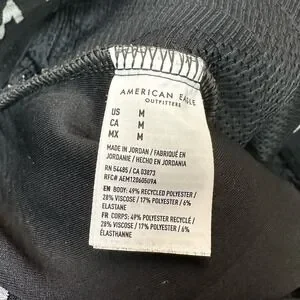 AMERICAN EAGLE
OUTFITTERS
US M
CA M
MX M
MADE IN JORDAN / FABRIQUÉ EN
JORDANIE / HECHO EN JORDANIA
RN 54485 / CA 03873
RFC# AEM1206050U9A
EN BODY: 49% RECYCLED POLYESTER /
28% VISCOSE / 17% POLYESTER / 6%
ELASTANE
FR CORPS: 49% POLYESTER RECYCLÉ /
28% VISCOSE / 17% POLYESTER / 6%
ÉLASTHANNE